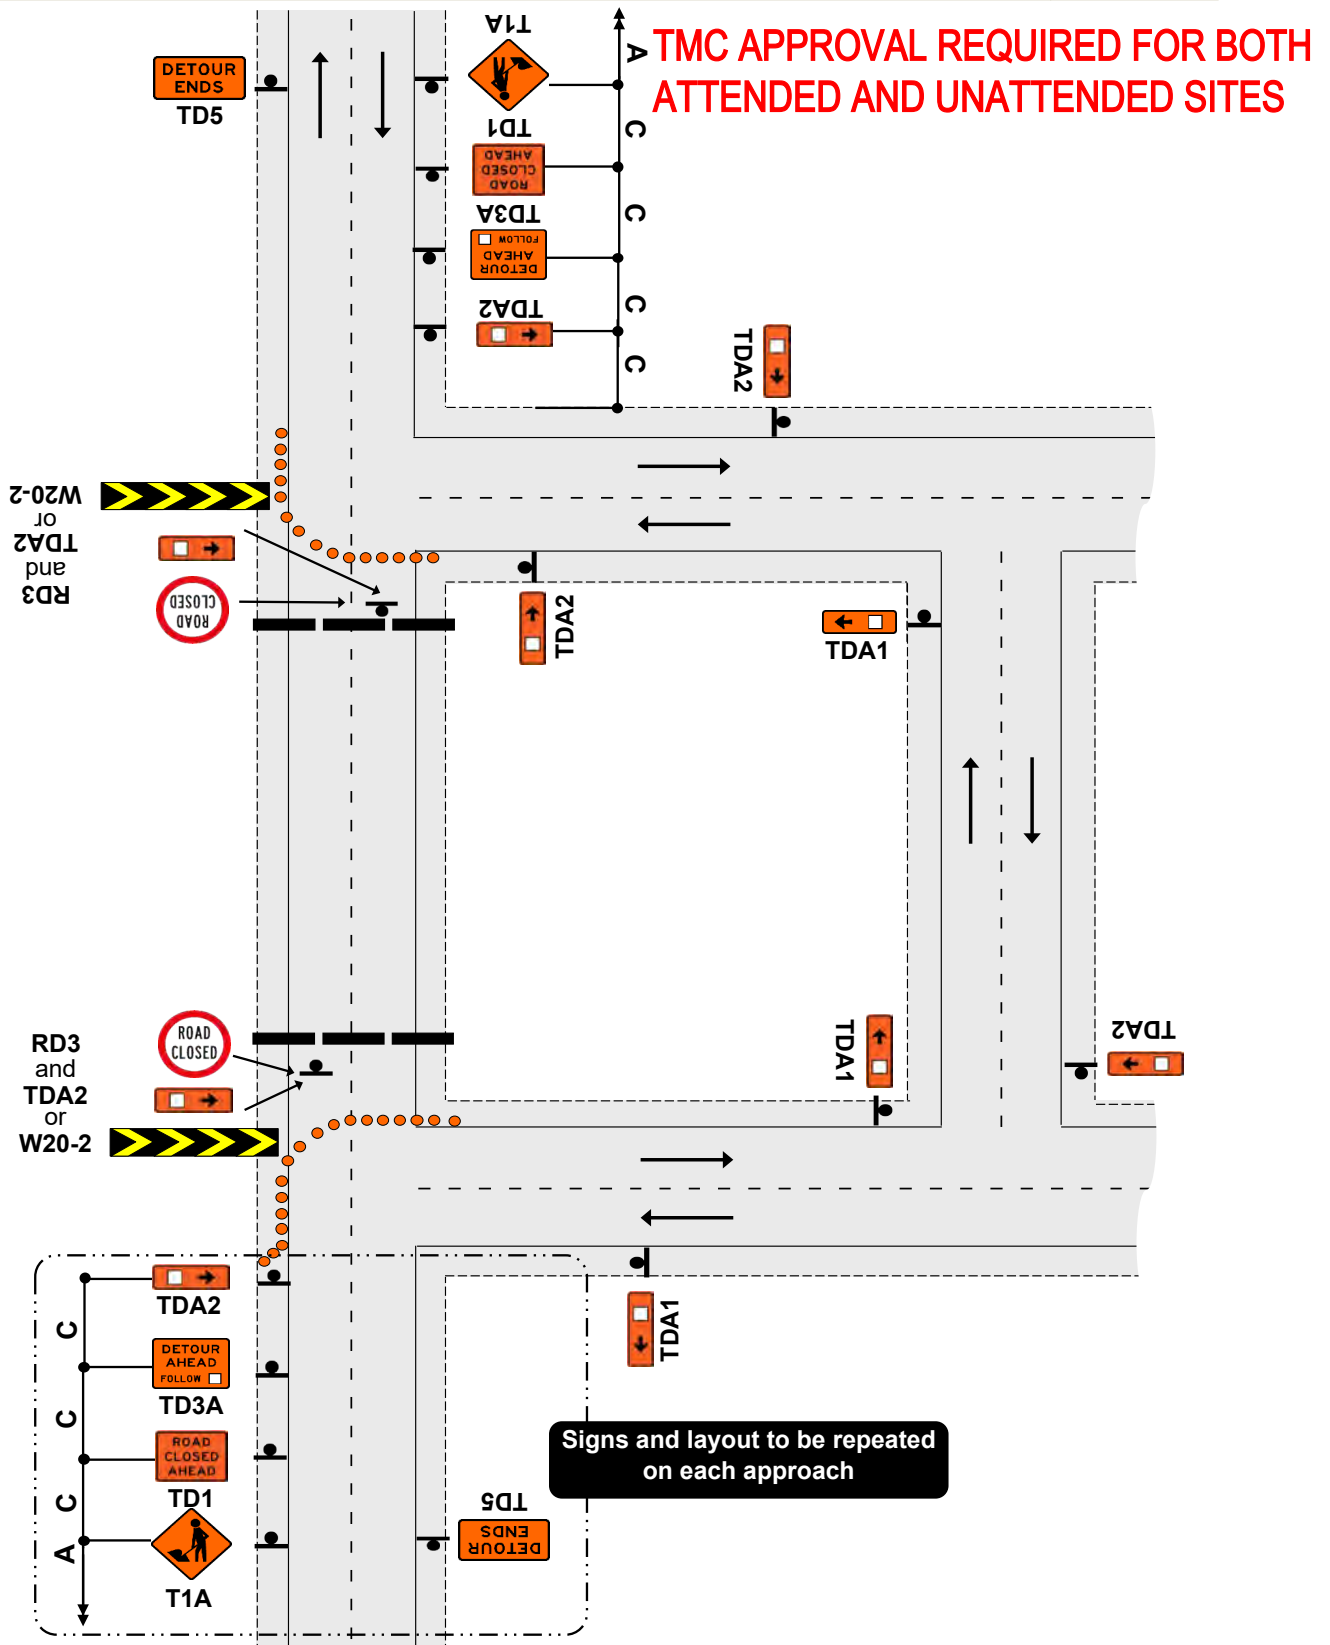 TMC APPROVAL REQUIRED FOR BOTH
ATTENDED AND UNATTENDED SITES
DETOUR
ENDS
TD5
T1A
A
C
TD1
ROAD
CLOSED
AHEAD
C
TD3A
DETOUR
AHEAD
FOLLOW
C
TDA2
C
TDA2
W20-2
or
TDA2
and
RD3
ROAD
CLOSED
TDA2
TDA1
RD3
and
TDA2
or
W20-2
ROAD
CLOSED
TDA1
TDA2
TDA2
C
DETOUR
AHEAD
FOLLOW
TD3A
C
ROAD
CLOSED
AHEAD
TD1
C
A
T1A
TDA1
Signs and layout to be repeated
on each approach
TD5
DETOUR
ENDS